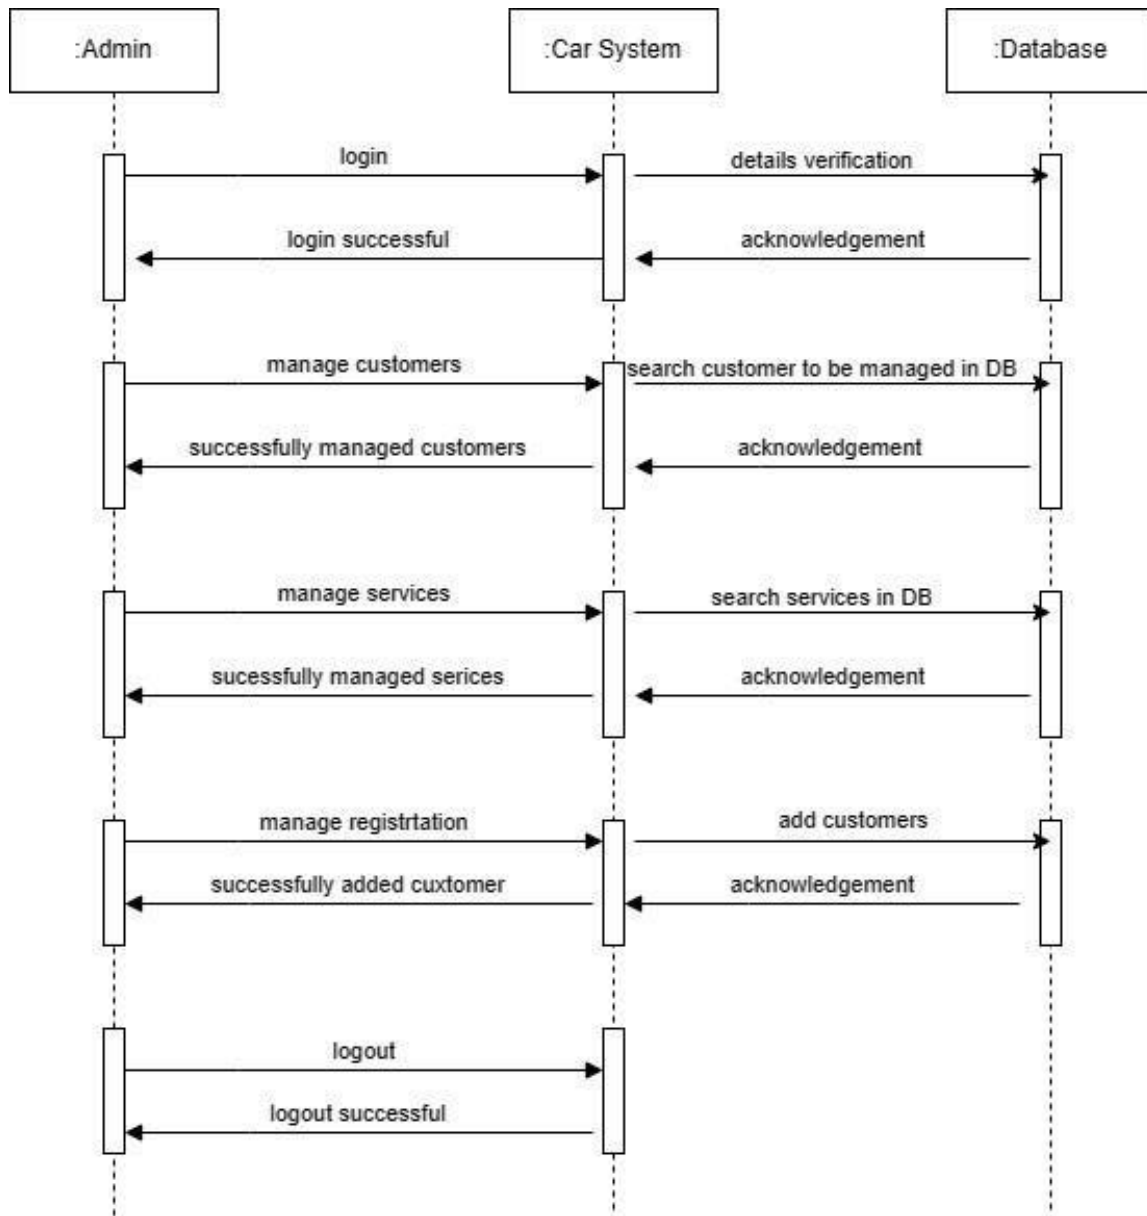 :Admin
:Car System
:Database
login
details verification
login successful
acknowledgement
manage customers
search customer to be managed in DB
successfully managed customers
acknowledgement
manage services
search services in DB
sucessfully managed serices
acknowledgement
manage registrtation
add customers
successfully added cuxtomer
acknowledgement
logout
logout successful